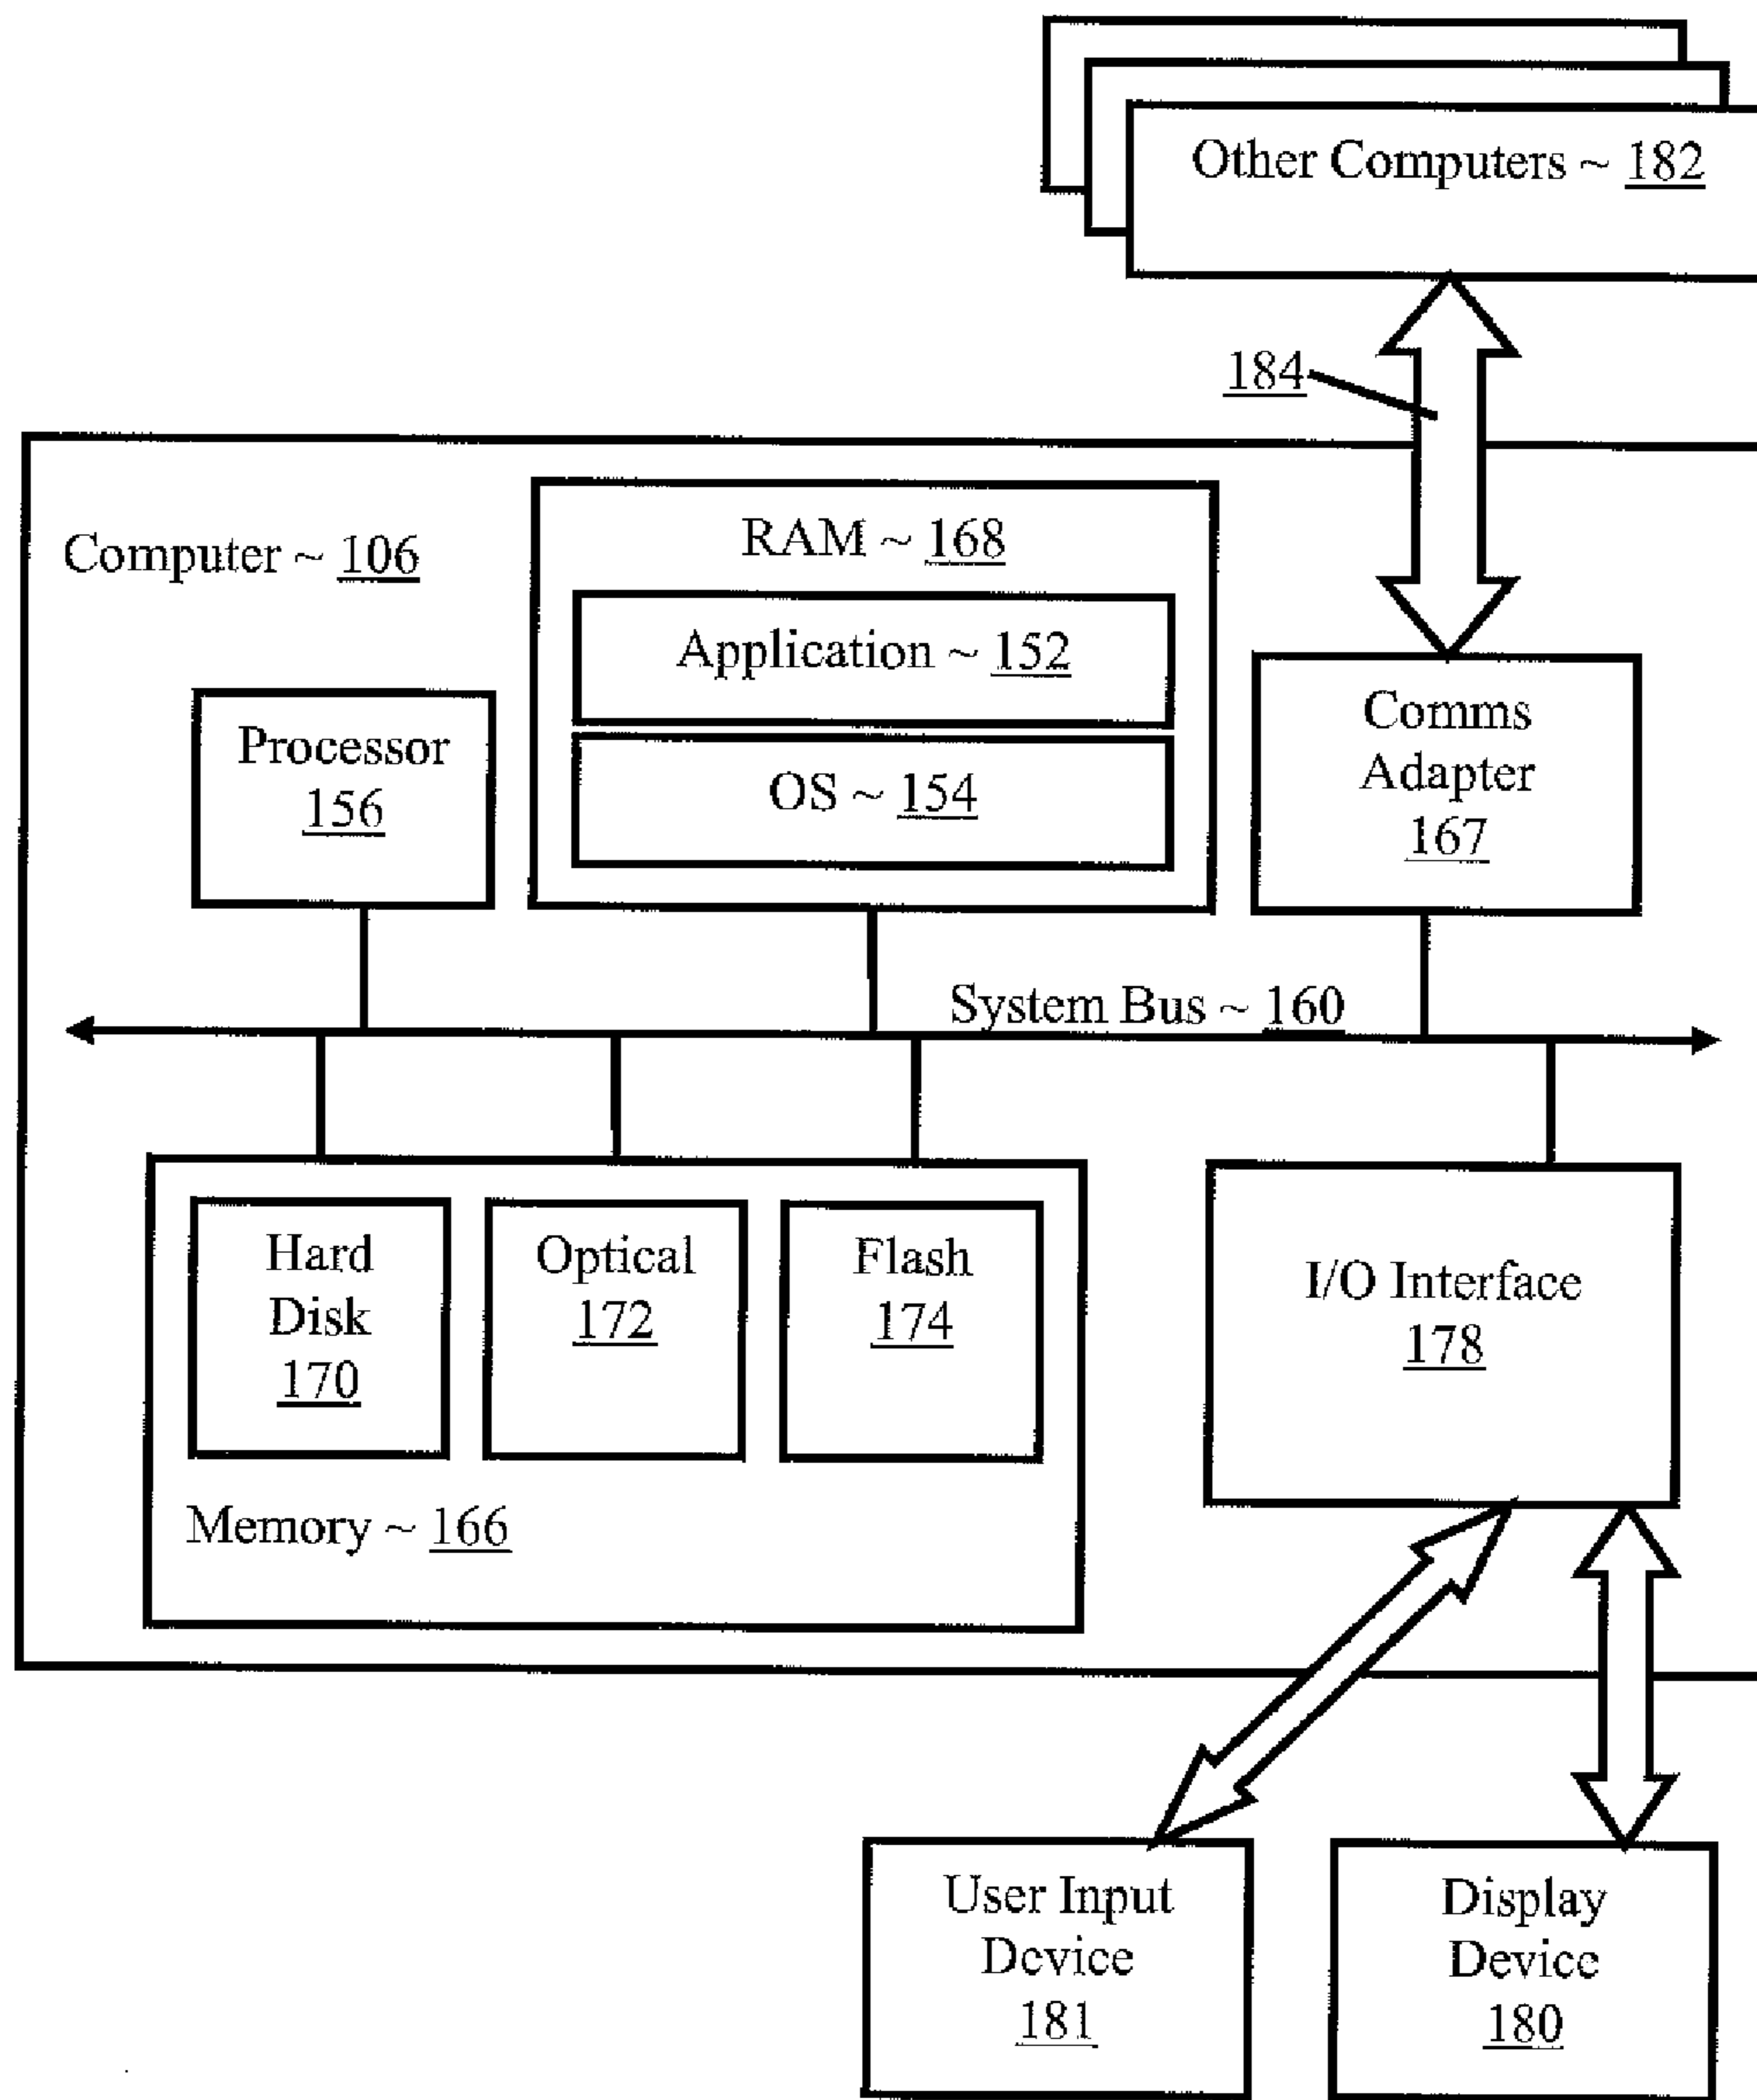 Other Computers ~ 182
184
Computer ~ 106
RAM ~ 168
Application ~ 152
OS ~ 154
Processor
156
Comms
Adapter
167
System Bus ~ 160
Hard
Disk
170
Optical
172
Flash
174
Memory ~ 166
I/O Interface
178
User Input
Device
181
Display
Device
180